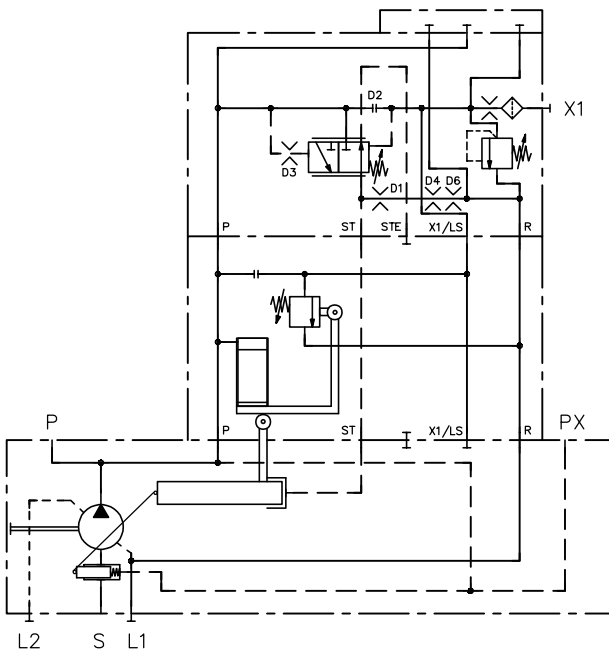 D2
X1
D3
D1
D4 D6
P ST STE X1/LS R
P ST X1/LS R
P PX
L2 S L1